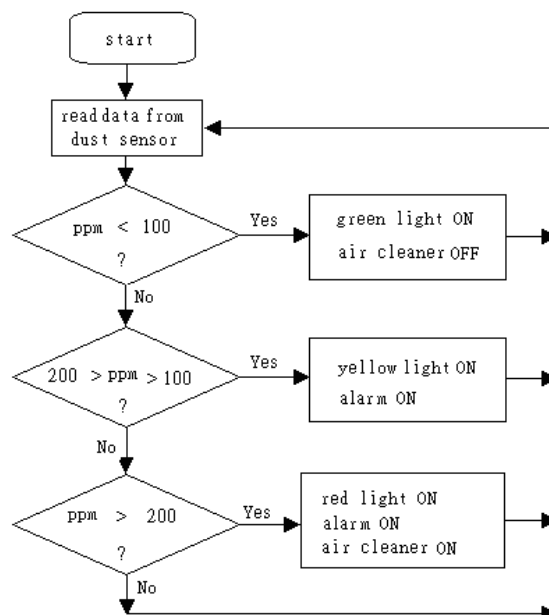 start
read data from
dust sensor
ppm < 100
?
Yes
green light ON
air cleaner OFF
No
200 > ppm > 100
?
Yes
yellow light ON
alarm ON
No
ppm > 200
?
Yes
red light ON
alarm ON
air cleaner ON
No